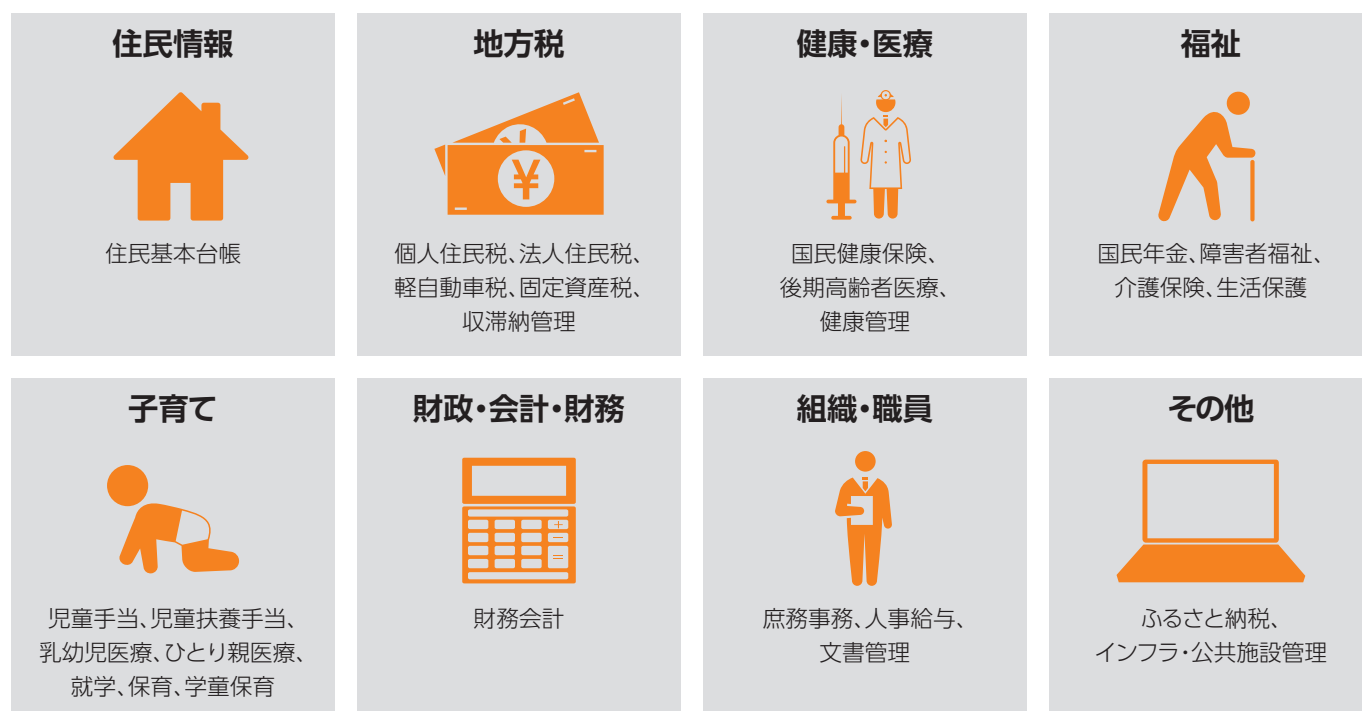 住民情報
住民基本台帳
地方税
¥
個人住民税、法人住民税、
軽自動車税、固定資産税、
収滞納管理
健康・医療
国民健康保険、
後期高齢者医療、
健康管理
福祉
国民年金、障害者福祉、
介護保険、生活保護
子育て
児童手当、児童扶養手当、
乳幼児医療、ひとり親医療、
就学、保育、学童保育
財政・会計・財務
+
−
=
財務会計
組織・職員
庶務事務、人事給与、
文書管理
その他
ふるさと納税、
インフラ・公共施設管理